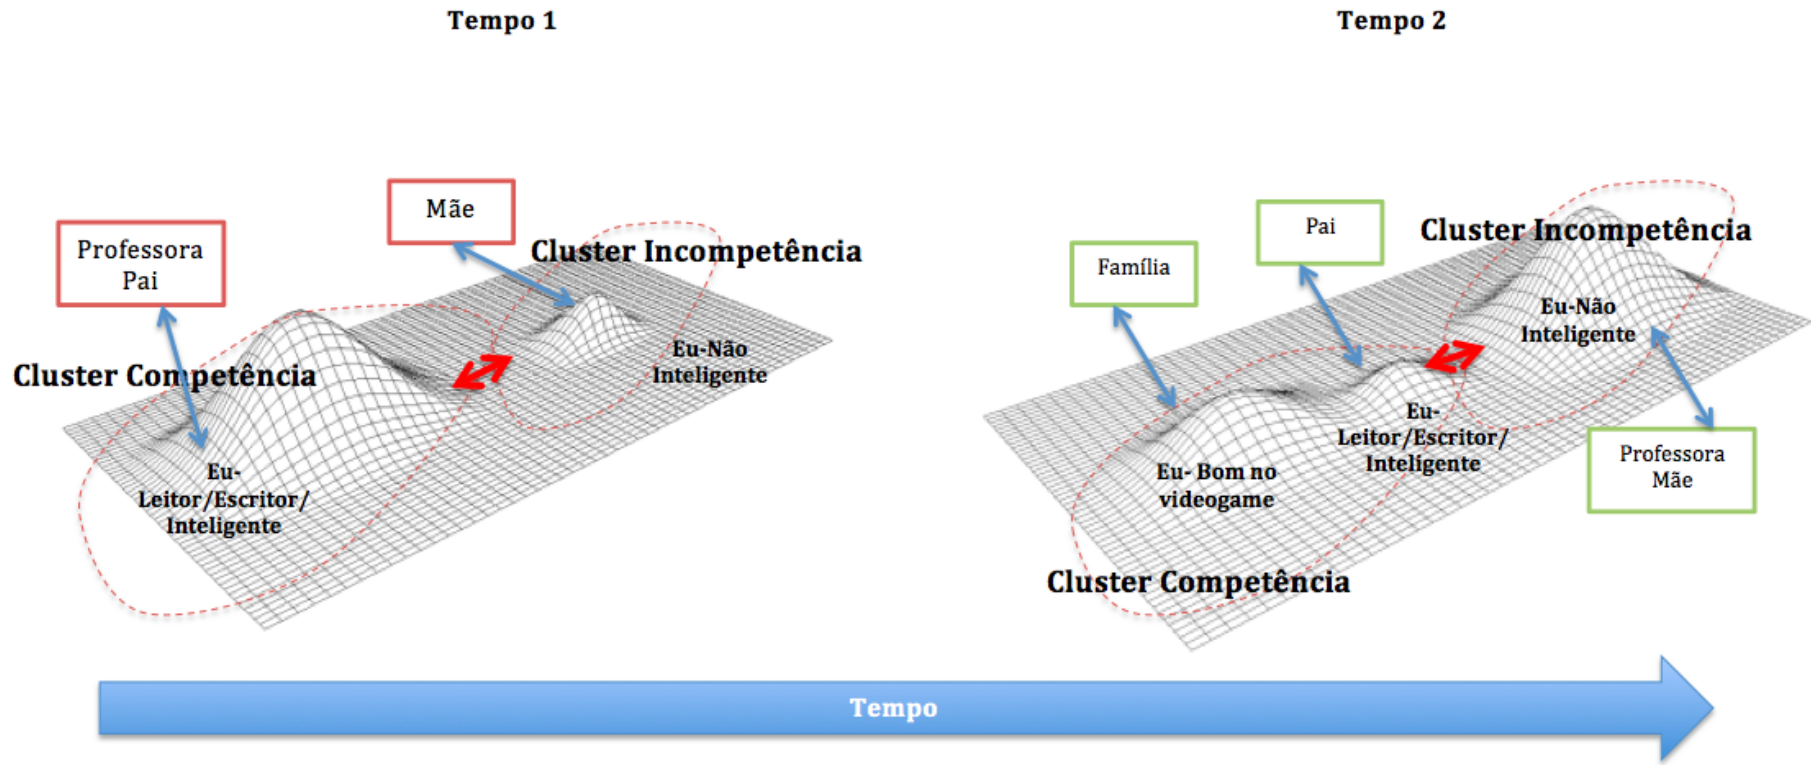 Tempo 1
Professora
Pai
Mãe
Cluster Incompetência
Cluster Competência
Eu-Não
Inteligente
Eu-
Leitor/Escritor/
Inteligente
Tempo 2
Família
Pai
Cluster Incompetência
Eu-Não
Inteligente
Eu-
Leitor/Escritor/
Inteligente
Eu- Bom no
videogame
Professora
Mãe
Cluster Competência
Tempo